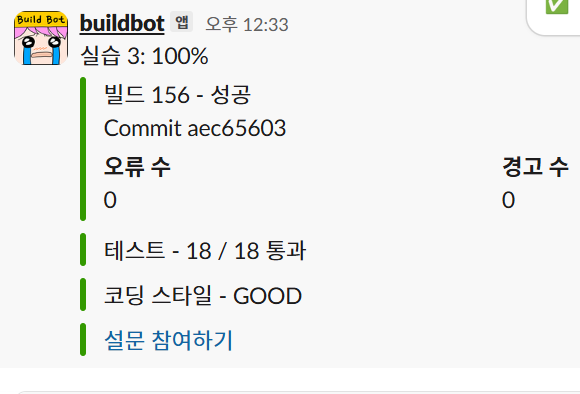 Build Bot
buildbot 앱 오후 12:33
실습 3: 100%
빌드 156 - 성공
Commit aec65603
오류 수 경고 수
0 0
테스트 - 18 / 18 통과
코딩 스타일 - GOOD
설문 참여하기